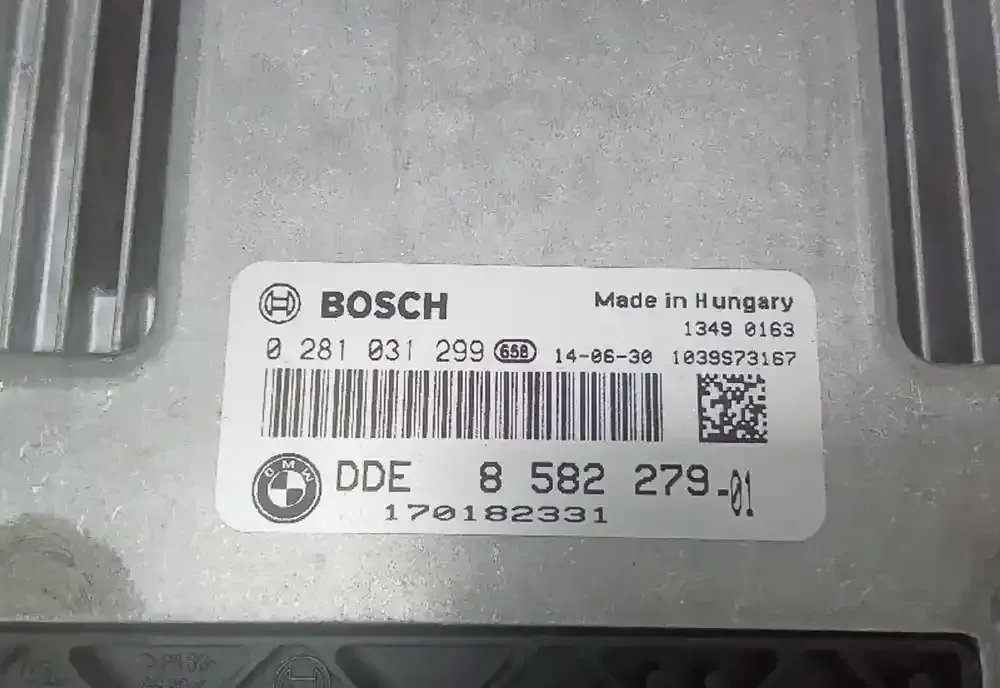 BOSCH
Made in Hungary
1349 0163
0 281 031 299 658 14-06-30 1039S73167
BMW
DDE 8 582 279-01
170182331